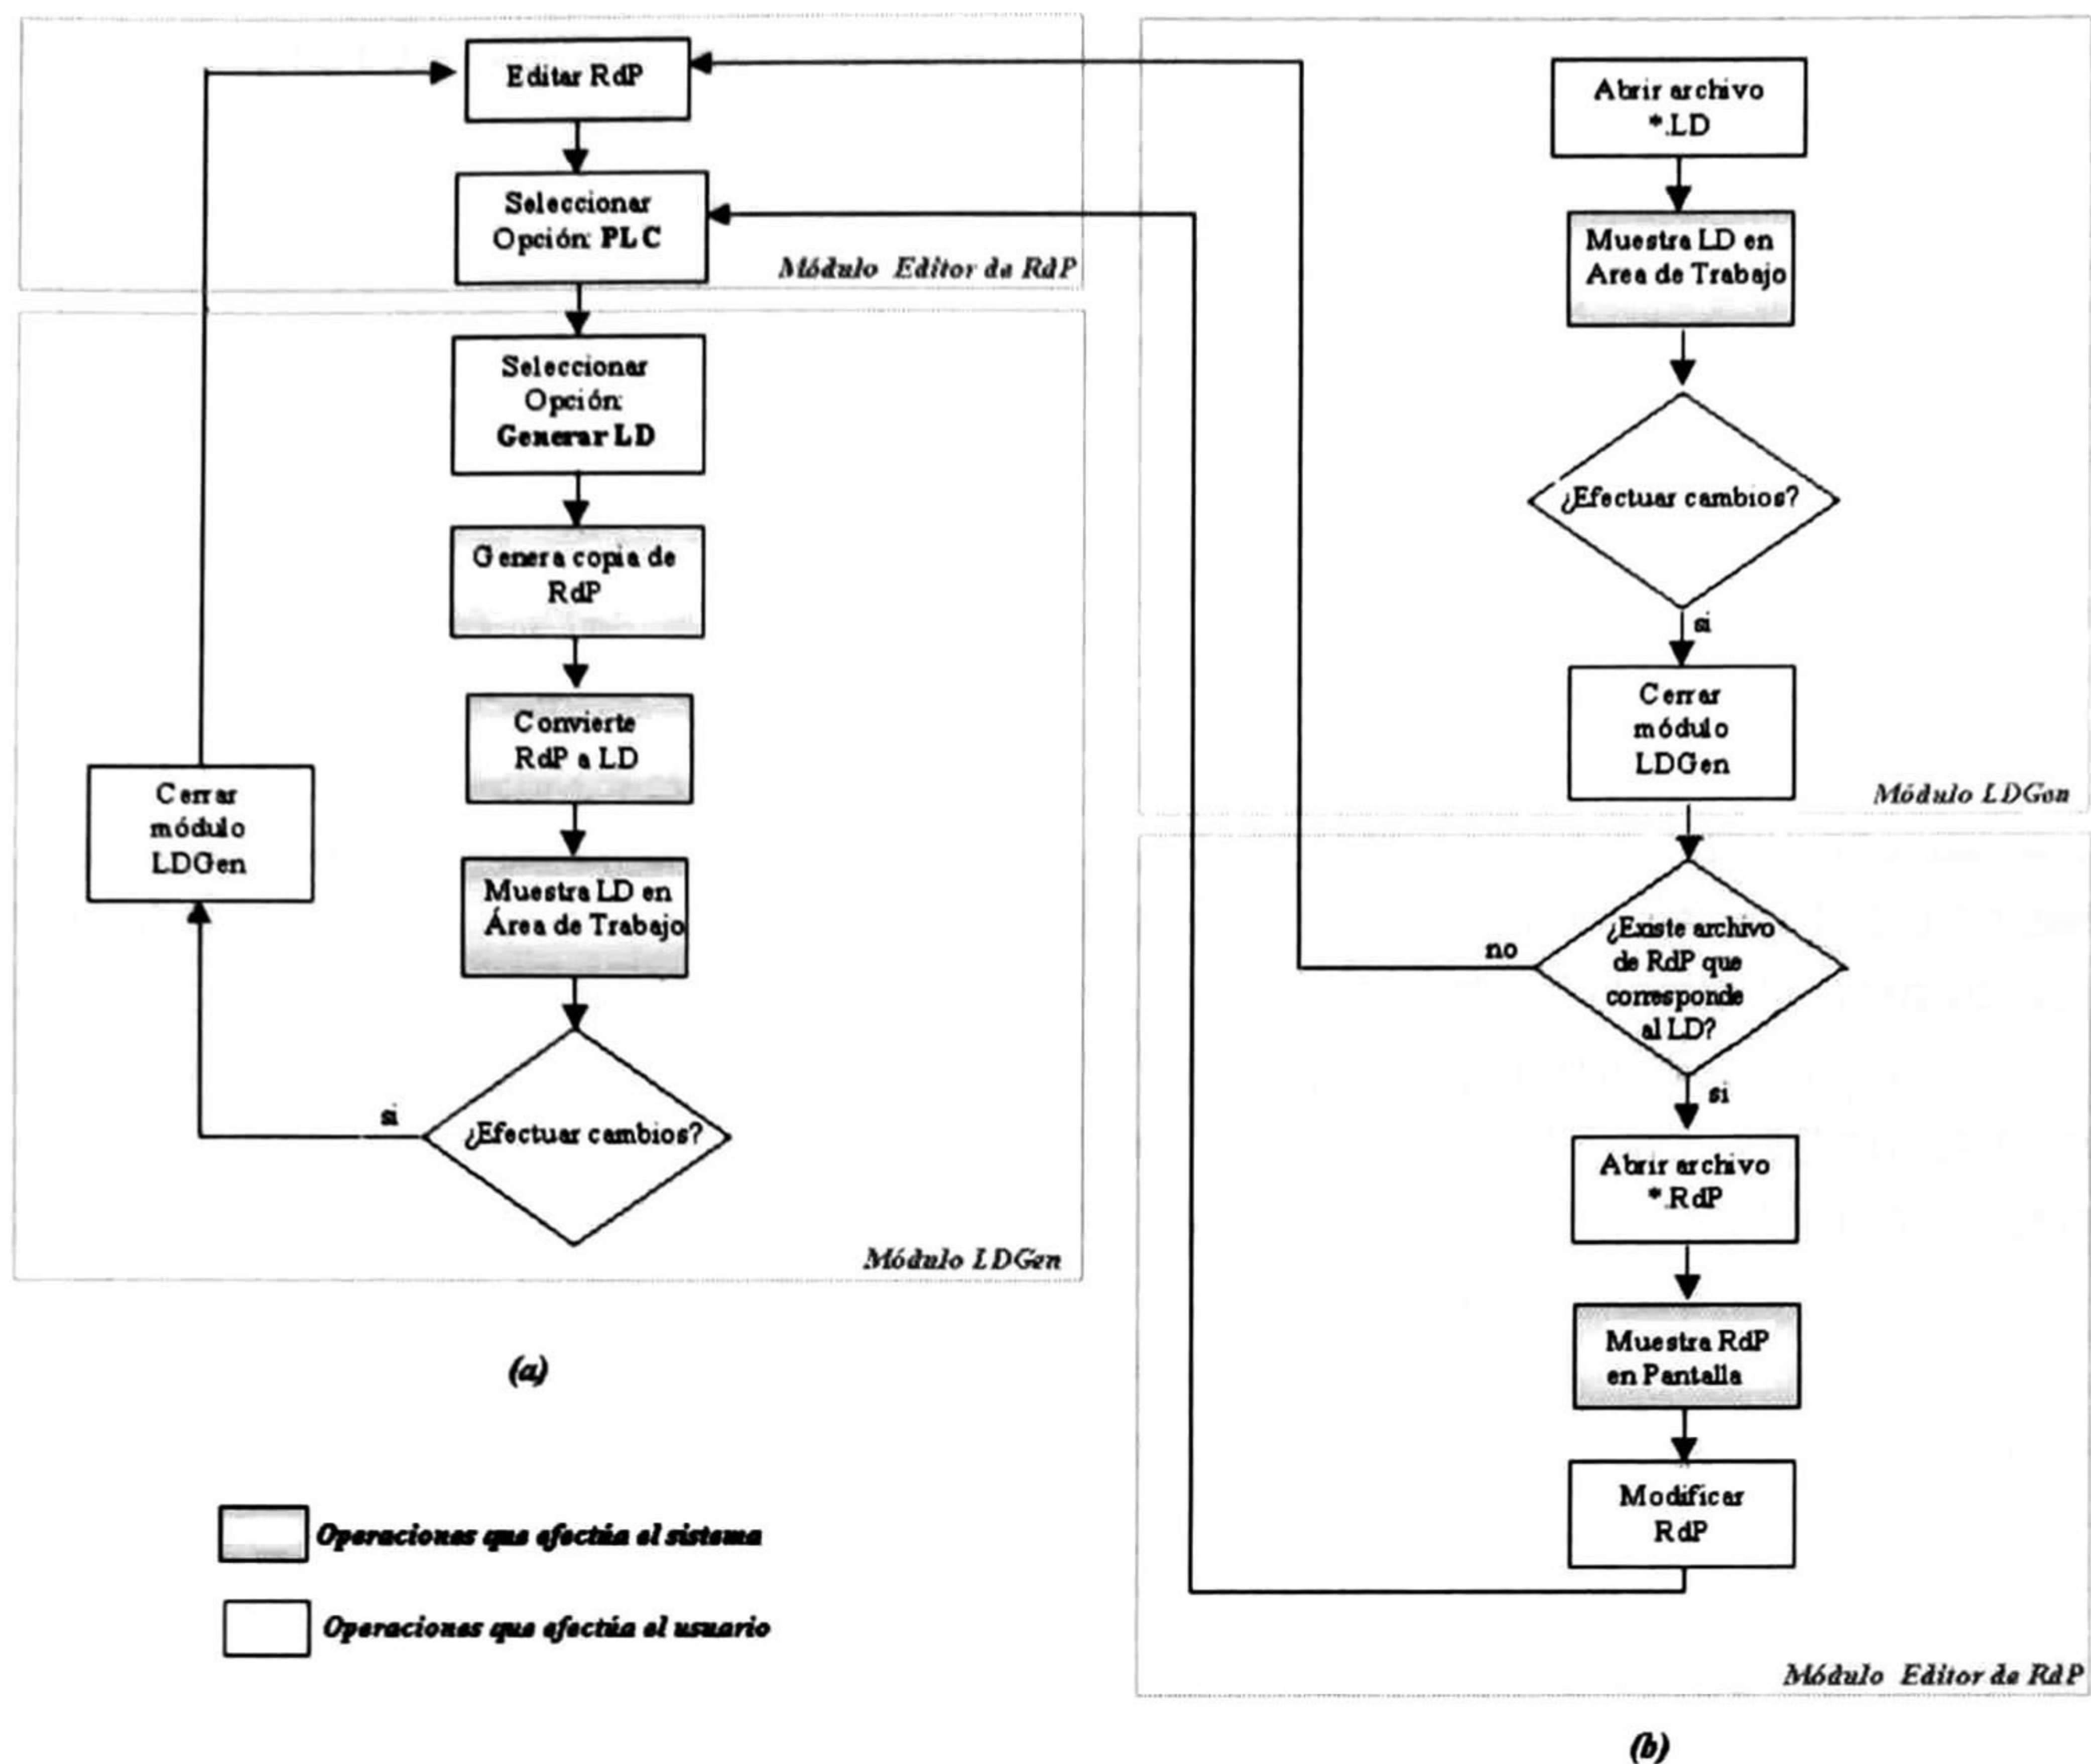 Editar RdP
Seleccionar
Opción: PLC
Módulo Editor de RdP
Seleccionar
Opción:
Generar LD
Genera copia de
RdP
Convierte
RdP a LD
Cerrar
módulo
LDGen
Muestra LD en
Área de Trabajo
si
¿Efectuar cambios?
Módulo LDGen
(a)
Operaciones que efectúa el sistema
Operaciones que efectúa el usuario
Abrir archivo
*.LD
Muestra LD en
Area de Trabajo
¿Efectuar cambios?
si
Cerrar
módulo
LDGen
Módulo LDGen
no
¿Existe archivo
de RdP que
corresponde
al LD?
si
Abrir archivo
*.RdP
Muestra RdP
en Pantalla
Modificar
RdP
Módulo Editor de RdP
(b)